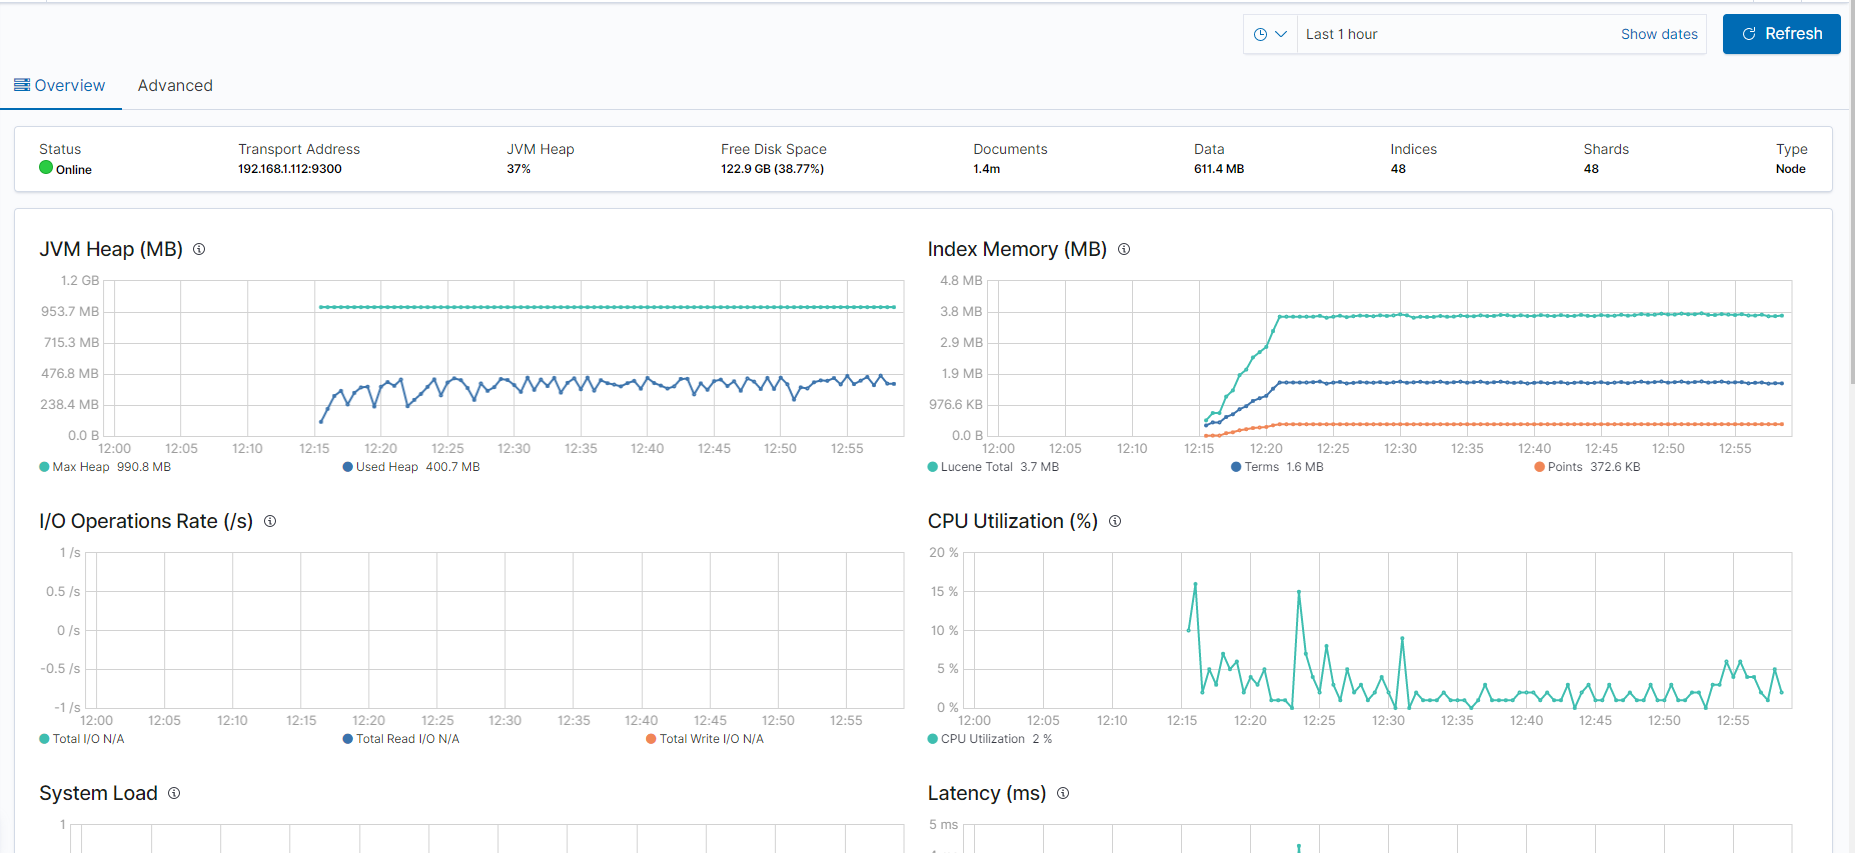 Last 1 hour Show dates Refresh
Overview Advanced
Status Transport Address JVM Heap Free Disk Space Documents Data Indices Shards Type
Online 192.168.1.112:9300 37% 122.9 GB (38.77%) 1.4m 611.4 MB 48 48 Node
JVM Heap (MB)
1.2 GB
953.7 MB
715.3 MB
476.8 MB
238.4 MB
0.0 B
12:00 12:05 12:10 12:15 12:20 12:25 12:30 12:35 12:40 12:45 12:50 12:55
Max Heap 990.8 MB Used Heap 400.7 MB
Index Memory (MB)
4.8 MB
3.8 MB
2.9 MB
1.9 MB
976.6 KB
0.0 B
12:00 12:05 12:10 12:15 12:20 12:25 12:30 12:35 12:40 12:45 12:50 12:55
Lucene Total 3.7 MB Terms 1.6 MB Points 372.6 KB
I/O Operations Rate (/s)
1 /s
0.5 /s
0 /s
-0.5 /s
-1 /s
12:00 12:05 12:10 12:15 12:20 12:25 12:30 12:35 12:40 12:45 12:50 12:55
Total I/O N/A Total Read I/O N/A Total Write I/O N/A
CPU Utilization (%)
20 %
15 %
10 %
5 %
0 %
12:00 12:05 12:10 12:15 12:20 12:25 12:30 12:35 12:40 12:45 12:50 12:55
CPU Utilization 2 %
System Load
1
Latency (ms)
5 ms